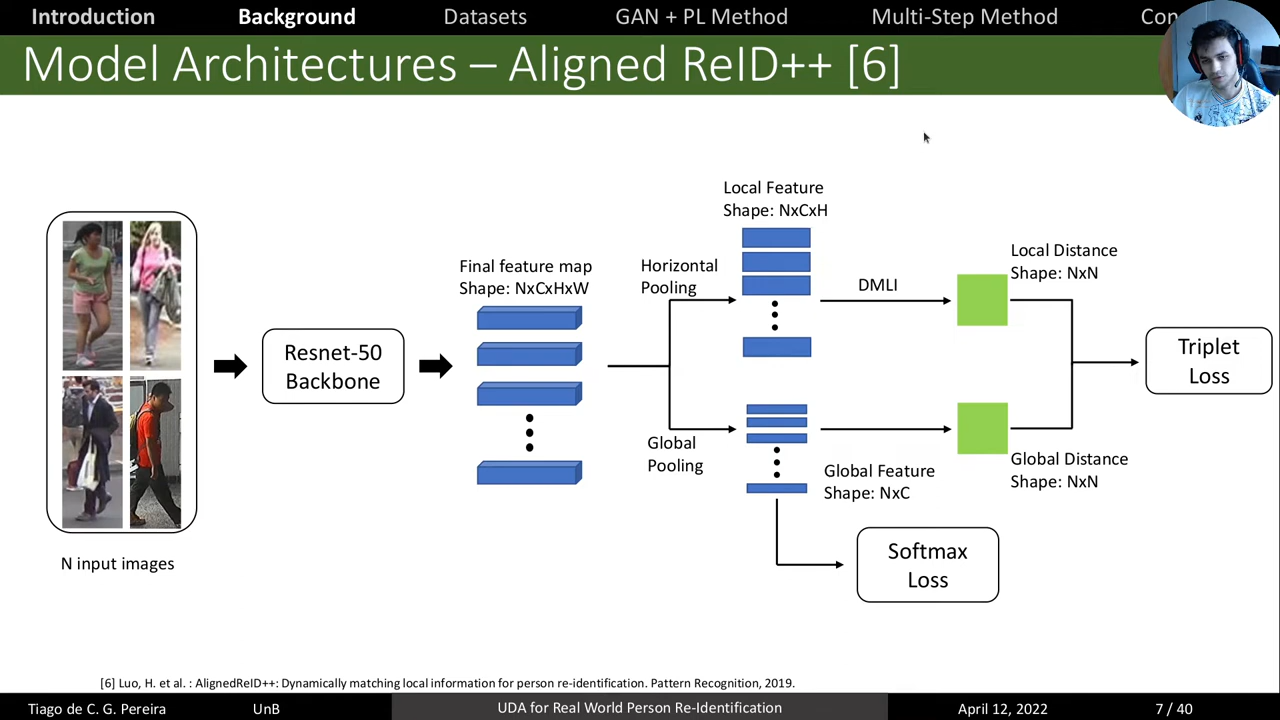 Introduction
Background
Datasets
GAN + PL Method
Multi-Step Method
Con
Model Architectures – Aligned ReID++ [6]
N input images
Resnet-50
Backbone
Final feature map
Shape: NxCxHxW
Horizontal
Pooling
Global
Pooling
Local Feature
Shape: NxCxH
DMLI
Global Feature
Shape: NxC
Local Distance
Shape: NxN
Global Distance
Shape: NxN
Triplet
Loss
Softmax
Loss
[6] Luo, H. et al. : AlignedReID++: Dynamically matching local information for person re-identification. Pattern Recognition, 2019.
Tiago de C. G. Pereira
UnB
UDA for Real World Person Re-Identification
April 12, 2022
7 / 40